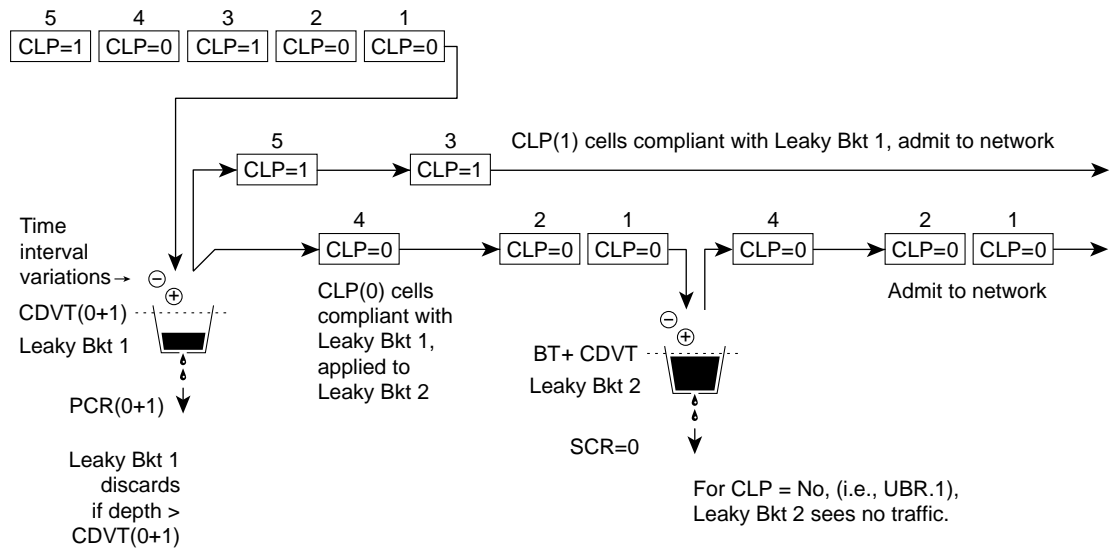 5 4 3 2 1
CLP=1 CLP=0 CLP=1 CLP=0 CLP=0
5 3 CLP(1) cells compliant with Leaky Bkt 1, admit to network
CLP=1 CLP=1
4 2 1 4 2 1
CLP=0 CLP=0 CLP=0 CLP=0 CLP=0 CLP=0
Time
interval
variations→
− +
CDVT(0+1)
Leaky Bkt 1
PCR(0+1)
Leaky Bkt 1
discards
if depth >
CDVT(0+1)
CLP(0) cells
compliant with
Leaky Bkt 1,
applied to
Leaky Bkt 2
− +
BT+ CDVT
Leaky Bkt 2
SCR=0
Admit to network
For CLP = No, (i.e., UBR.1),
Leaky Bkt 2 sees no traffic.